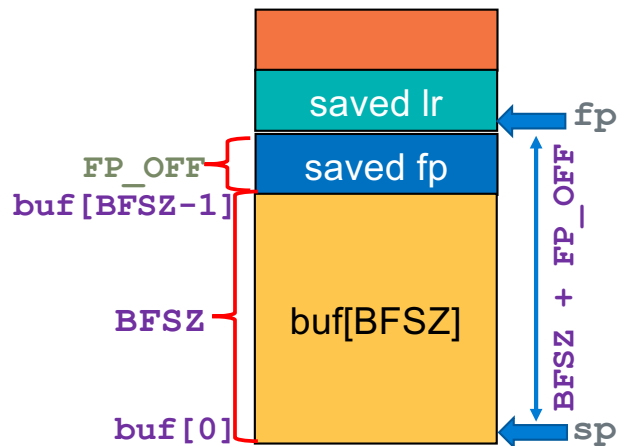 saved lr
fp
FP_OFF
saved fp
buf[BFSZ-1]
BFSZ + FP_OFF
BFSZ
buf[BFSZ]
buf[0]
sp